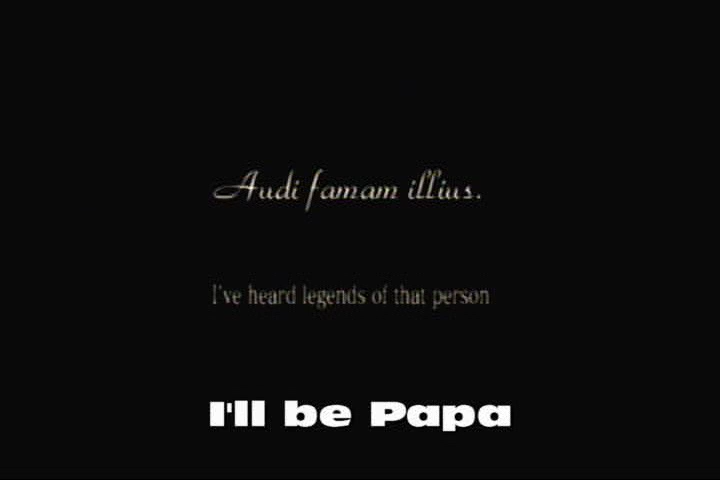 Audi famam illius.
I've heard legends of that person
I'll be Papa